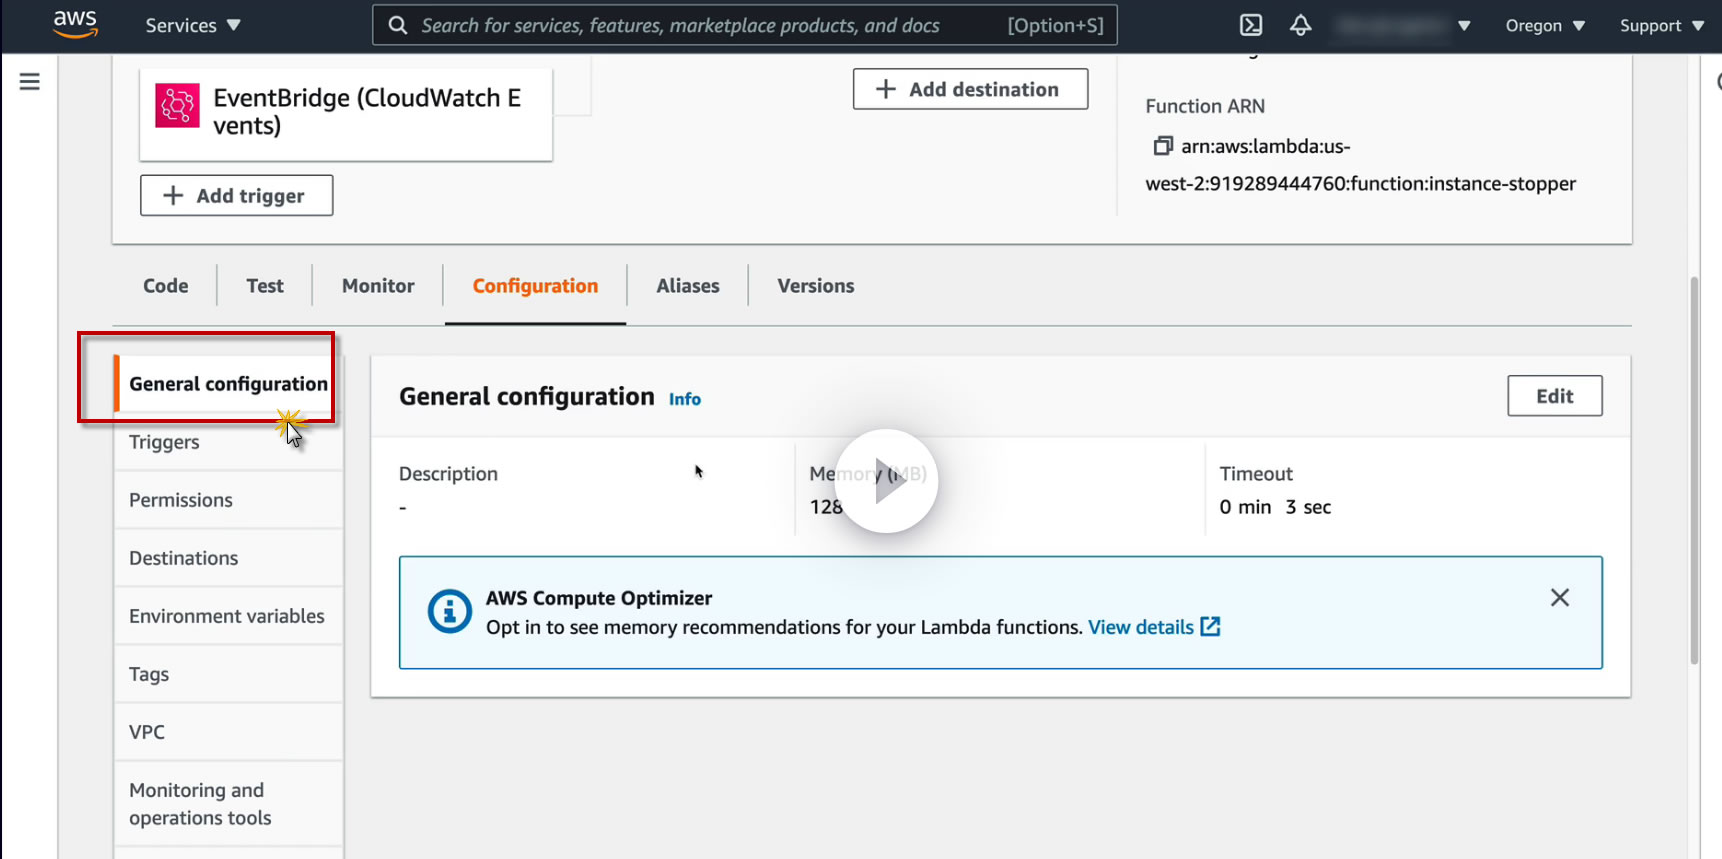 aws
Services
Search for services, features, marketplace products, and docs
[Option+S]
Oregon
Support
EventBridge (CloudWatch E
vents)
Add destination
Add trigger
Function ARN
arn:aws:lambda:us-
west-2:919289444760:function:instance-stopper
Code
Test
Monitor
Configuration
Aliases
Versions
General configuration
Triggers
Permissions
Destinations
Environment variables
Tags
VPC
Monitoring and
operations tools
General configuration Info
Edit
Description
-
Memory (MB)
128
Timeout
0 min 3 sec
AWS Compute Optimizer
Opt in to see memory recommendations for your Lambda functions. View details